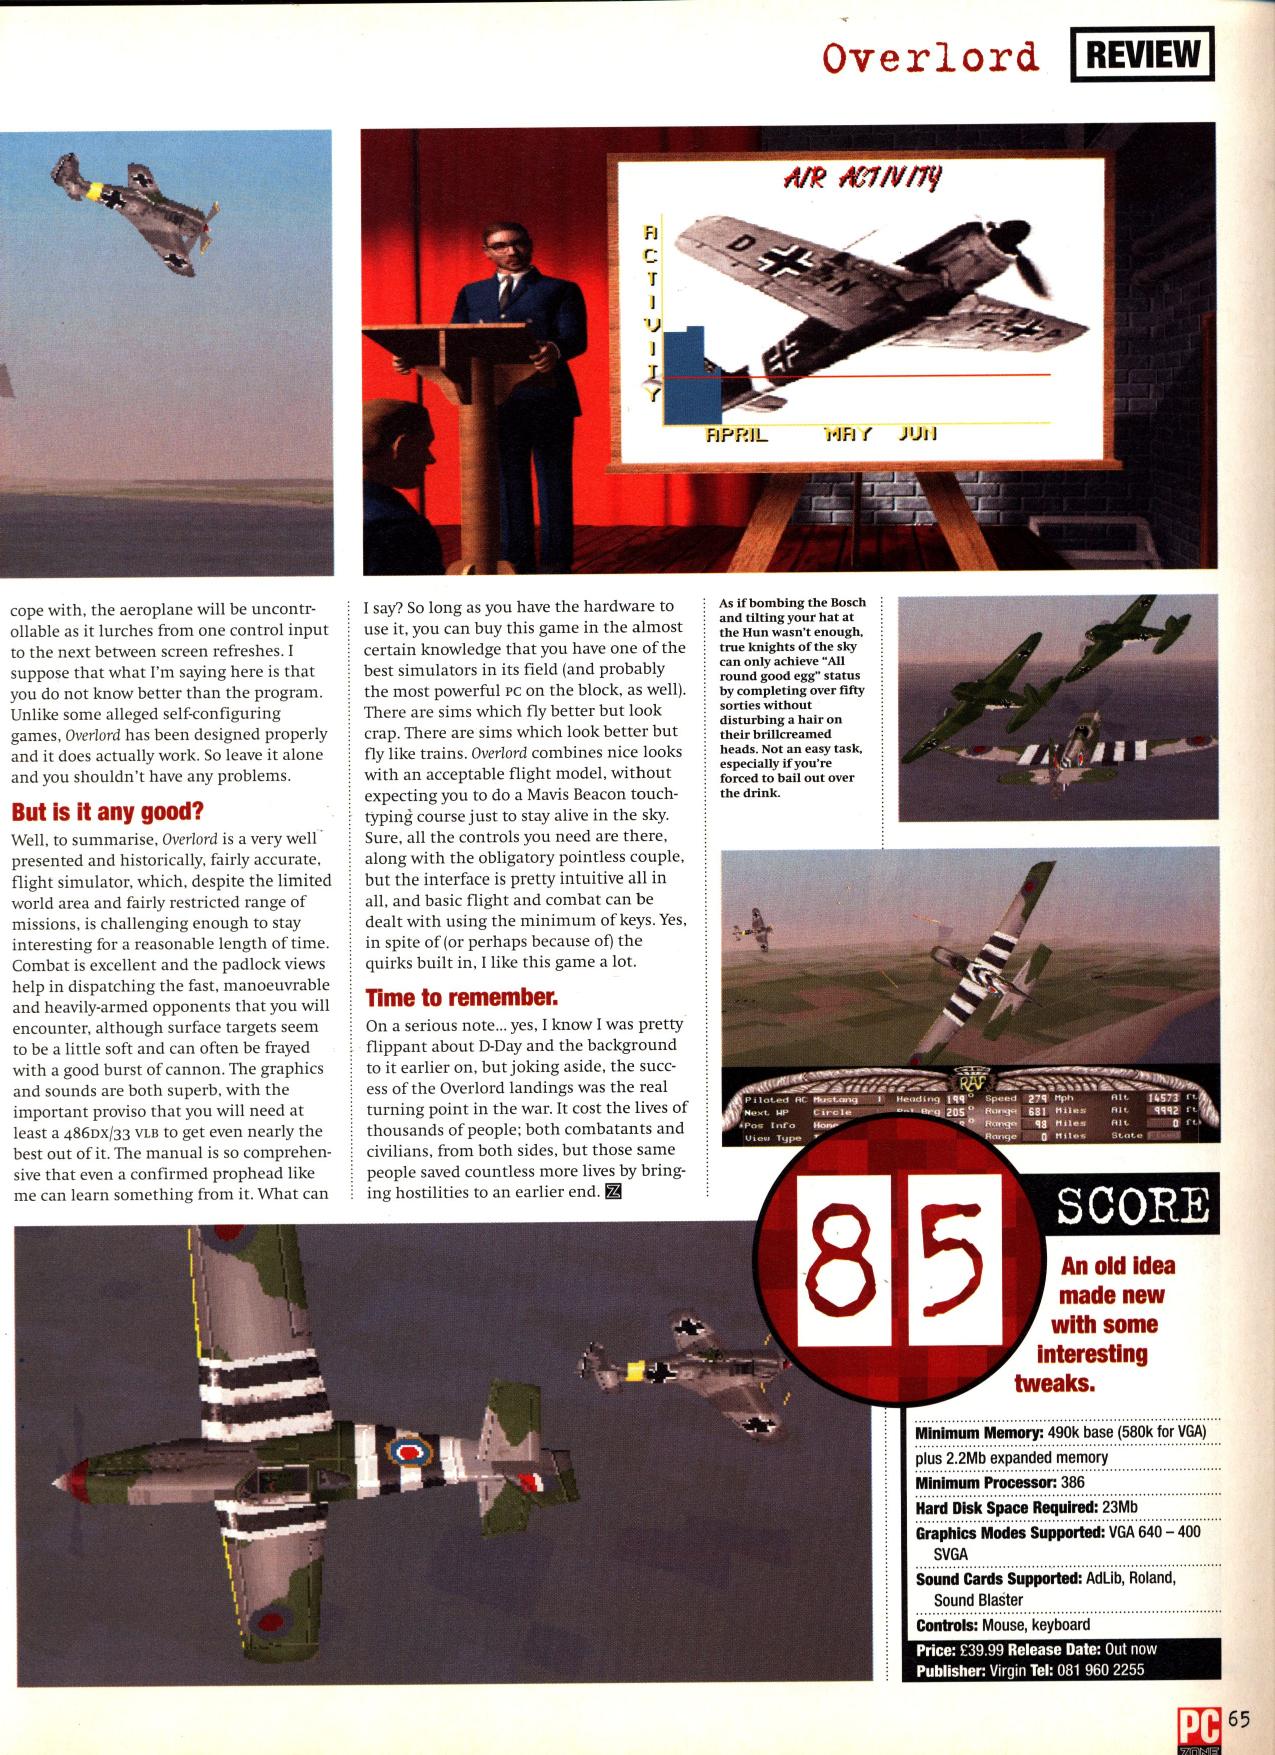 Overlord REVIEW
AIR ACTIVITY
ACTIVITY
APRIL MAY JUN
D N
cope with, the aeroplane will be uncontr-
ollable as it lurches from one control input
to the next between screen refreshes. I
suppose that what I'm saying here is that
you do not know better than the program.
Unlike some alleged self-configuring
games, Overlord has been designed properly
and it does actually work. So leave it alone
and you shouldn't have any problems.
But is it any good?
Well, to summarise, Overlord is a very well
presented and historically, fairly accurate,
flight simulator, which, despite the limited
world area and fairly restricted range of
missions, is challenging enough to stay
interesting for a reasonable length of time.
Combat is excellent and the padlock views
help in dispatching the fast, manoeuvrable
and heavily-armed opponents that you will
encounter, although surface targets seem
to be a little soft and can often be frayed
with a good burst of cannon. The graphics
and sounds are both superb, with the
important proviso that you will need at
least a 486DX/33 VLB to get even nearly the
best out of it. The manual is so comprehen-
sive that even a confirmed prophead like
me can learn something from it. What can
I say? So long as you have the hardware to
use it, you can buy this game in the almost
certain knowledge that you have one of the
best simulators in its field (and probably
the most powerful PC on the block, as well).
There are sims which fly better but look
crap. There are sims which look better but
fly like trains. Overlord combines nice looks
with an acceptable flight model, without
expecting you to do a Mavis Beacon touch-
typing course just to stay alive in the sky.
Sure, all the controls you need are there,
along with the obligatory pointless couple,
but the interface is pretty intuitive all in
all, and basic flight and combat can be
dealt with using the minimum of keys. Yes,
in spite of (or perhaps because of) the
quirks built in, I like this game a lot.
Time to remember.
On a serious note... yes, I know I was pretty
flippant about D-Day and the background
to it earlier on, but joking aside, the succ-
ess of the Overlord landings was the real
turning point in the war. It cost the lives of
thousands of people; both combatants and
civilians, from both sides, but those same
people saved countless more lives by bring-
ing hostilities to an earlier end. Z
As if bombing the Bosch
and tilting your hat at
the Hun wasn't enough,
true knights of the sky
can only achieve "All
round good egg" status
by completing over fifty
sorties without
disturbing a hair on
their brillcreamed
heads. Not an easy task,
especially if you're
forced to bail out over
the drink.
RAF
Piloted AC Mustang 1 Heading 199° Speed 279 Mph Alt 14573 ft
Next WP Circle Brg 205° Range 681 Miles Alt 9992 ft
Pos Info Home Range 98 Miles Alt 0 ft
View Type Range 0 Miles State
85
SCORE
An old idea
made new
with some
interesting
tweaks.
Minimum Memory: 490k base (580k for VGA)
plus 2.2Mb expanded memory
Minimum Processor: 386
Hard Disk Space Required: 23Mb
Graphics Modes Supported: VGA 640 – 400
SVGA
Sound Cards Supported: AdLib, Roland,
Sound Blaster
Controls: Mouse, keyboard
Price: £39.99 Release Date: Out now
Publisher: Virgin Tel: 081 960 2255
PC ZONE 65